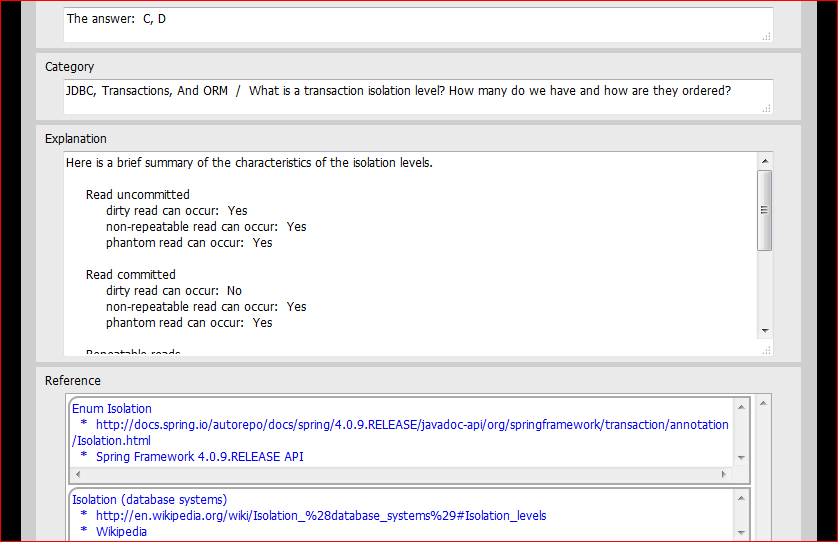 The answer:  C, D
Category
JDBC, Transactions, And ORM  /  What is a transaction isolation level? How many do we have and how are they ordered?
Explanation
Here is a brief summary of the characteristics of the isolation levels.
Read uncommitted
dirty read can occur:  Yes
non-repeatable read can occur:  Yes
phantom read can occur:  Yes
Read committed
dirty read can occur:  No
non-repeatable read can occur:  Yes
phantom read can occur:  Yes
Repeatable reads
Reference
Enum Isolation
*  http://docs.spring.io/autorepo/docs/spring/4.0.9.RELEASE/javadoc-api/org/springframework/transaction/annotation
/Isolation.html
*  Spring Framework 4.0.9.RELEASE API
Isolation (database systems)
*  http://en.wikipedia.org/wiki/Isolation_%28database_systems%29#Isolation_levels
*  Wikipedia